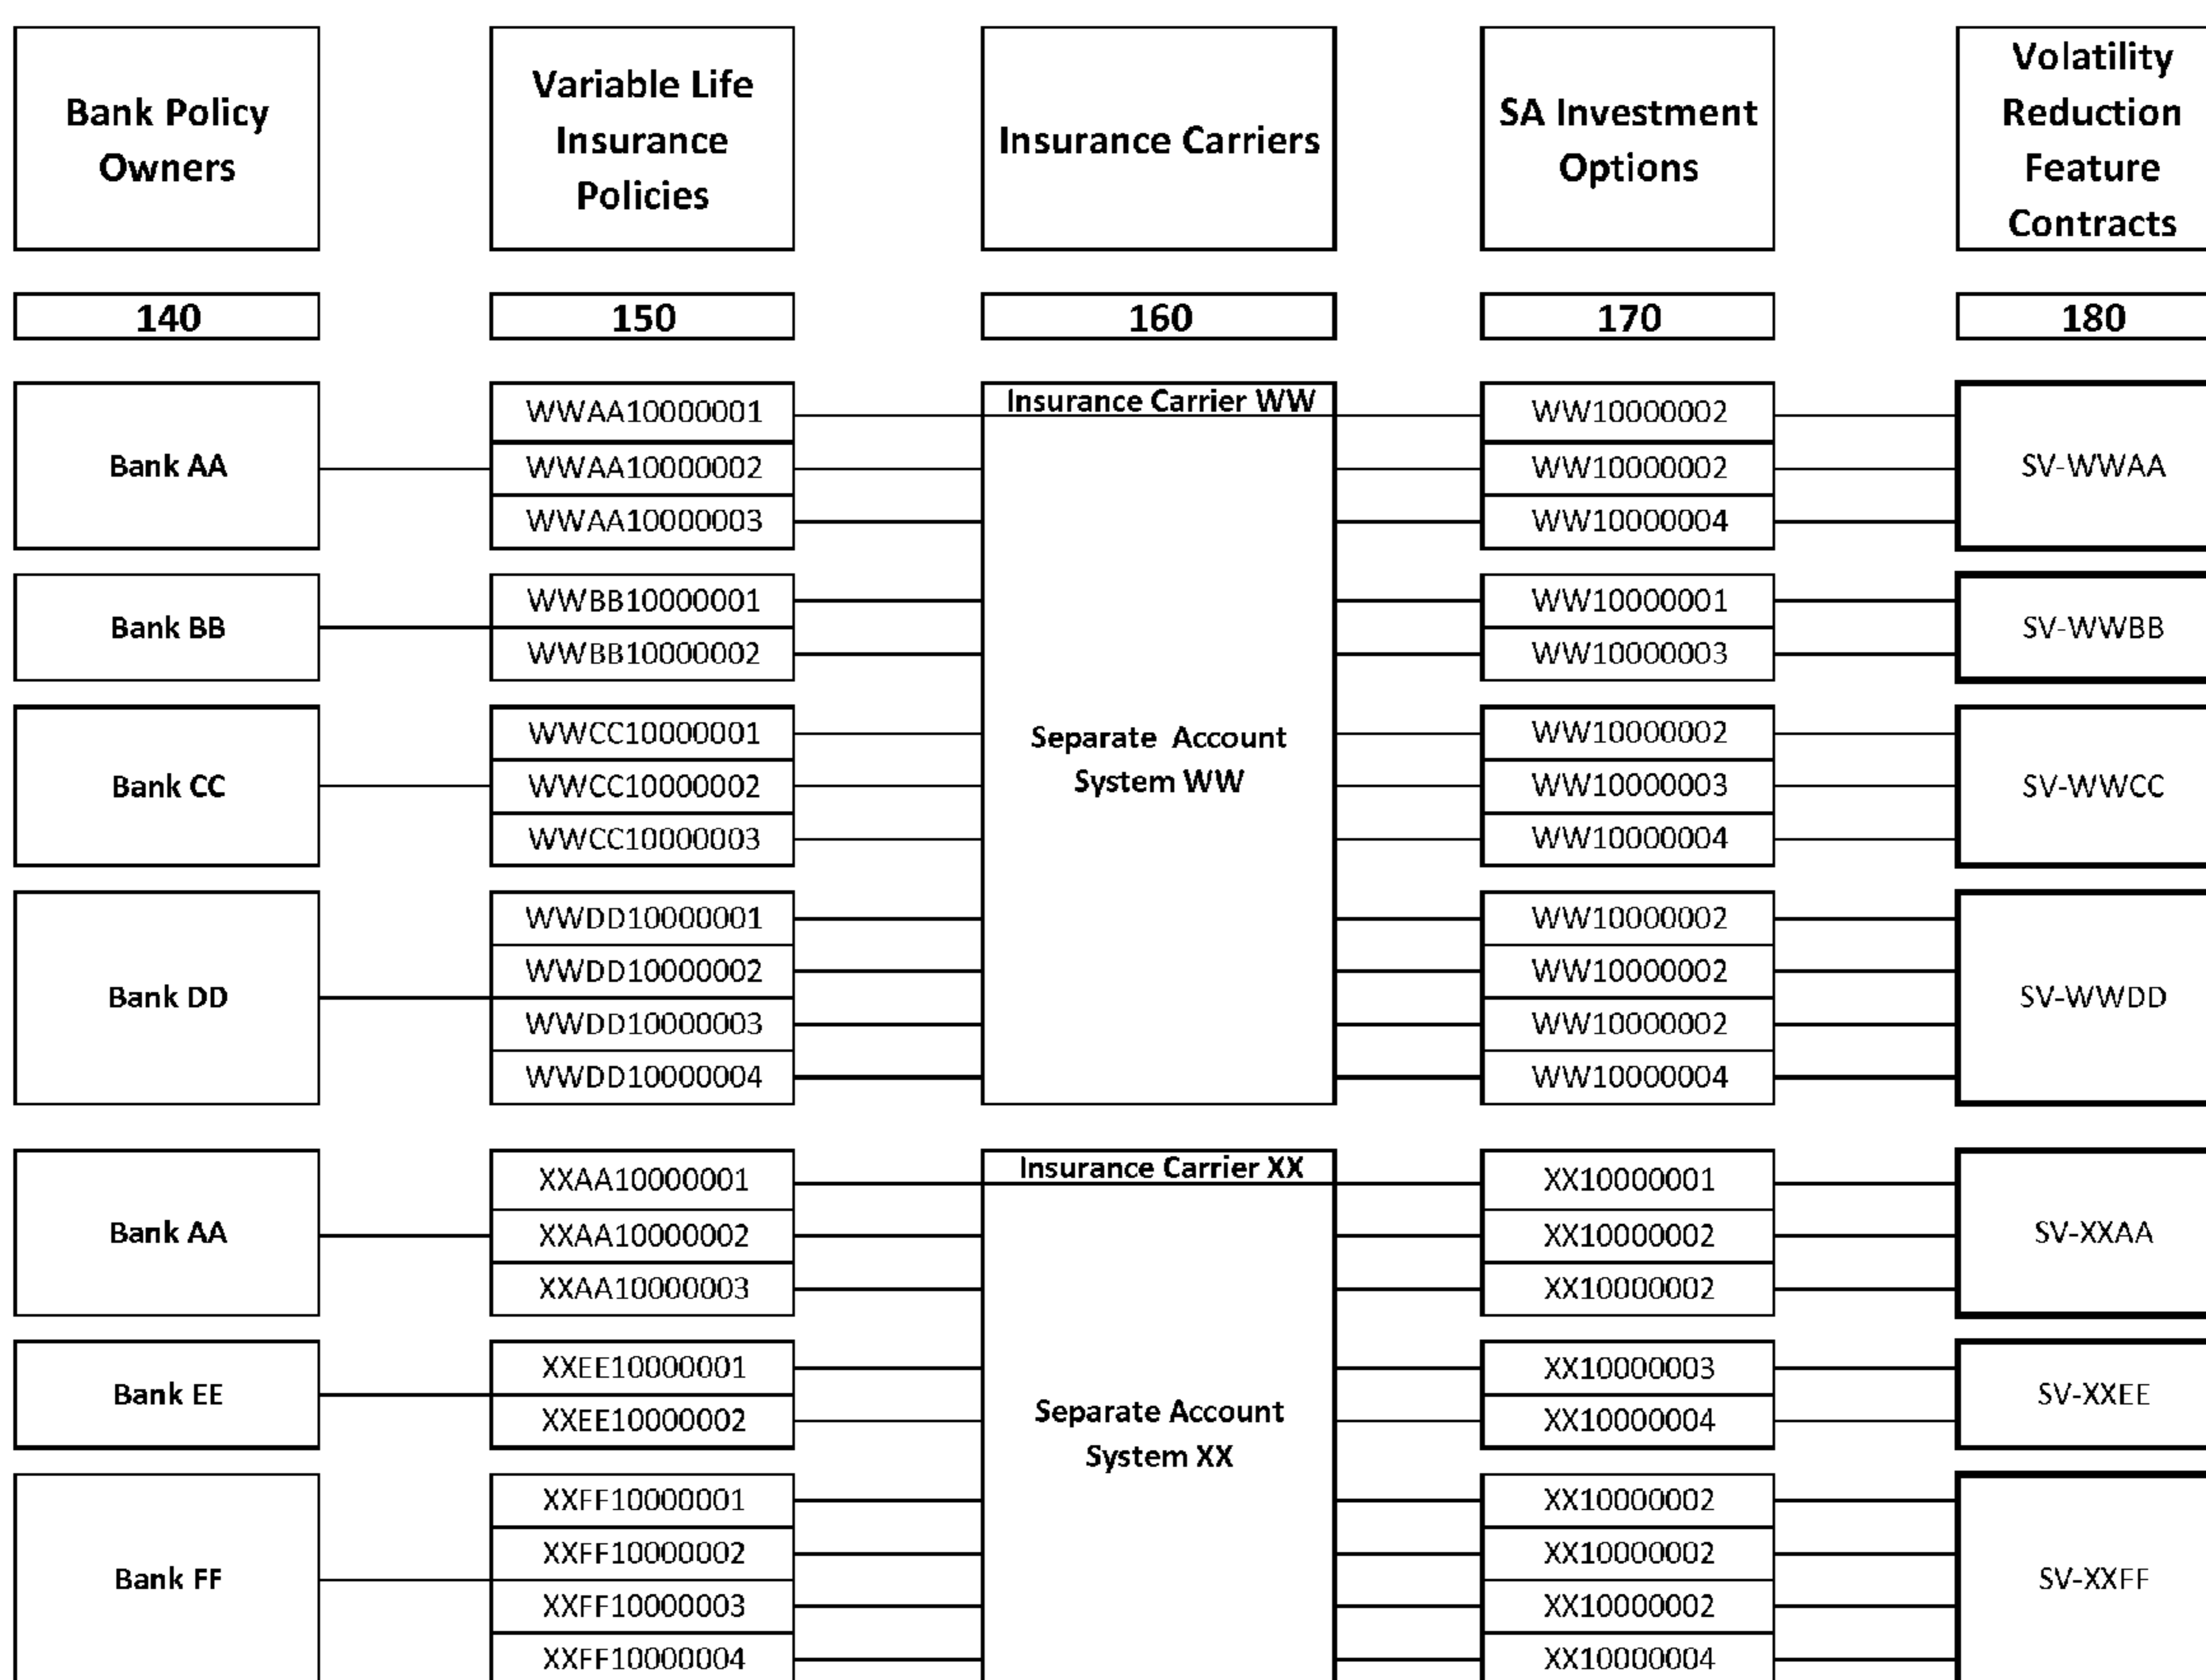 Bank Policy
Owners
Variable Life
Insurance
Policies
Insurance Carriers
SA Investment
Options
Volatility
Reduction
Feature
Contracts
140
150
160
170
180
Bank AA
WWAA10000001
WWAA10000002
WWAA10000003
Insurance Carrier WW
WW10000002
WW10000002
WW10000004
SV-WWAA
Bank BB
WWBB10000001
WWBB10000002
WW10000001
WW10000003
SV-WWBB
Bank CC
WWCC10000001
WWCC10000002
WWCC10000003
Separate Account
System WW
WW10000002
WW10000003
WW10000004
SV-WWCC
Bank DD
WWDD10000001
WWDD10000002
WWDD10000003
WWDD10000004
WW10000002
WW10000002
WW10000002
WW10000004
SV-WWDD
Bank AA
XXAA10000001
XXAA10000002
XXAA10000003
Insurance Carrier XX
XX10000001
XX10000002
XX10000002
SV-XXAA
Bank EE
XXEE10000001
XXEE10000002
Separate Account
System XX
XX10000003
XX10000004
SV-XXEE
Bank FF
XXFF10000001
XXFF10000002
XXFF10000003
XXFF10000004
XX10000002
XX10000002
XX10000002
XX10000004
SV-XXFF